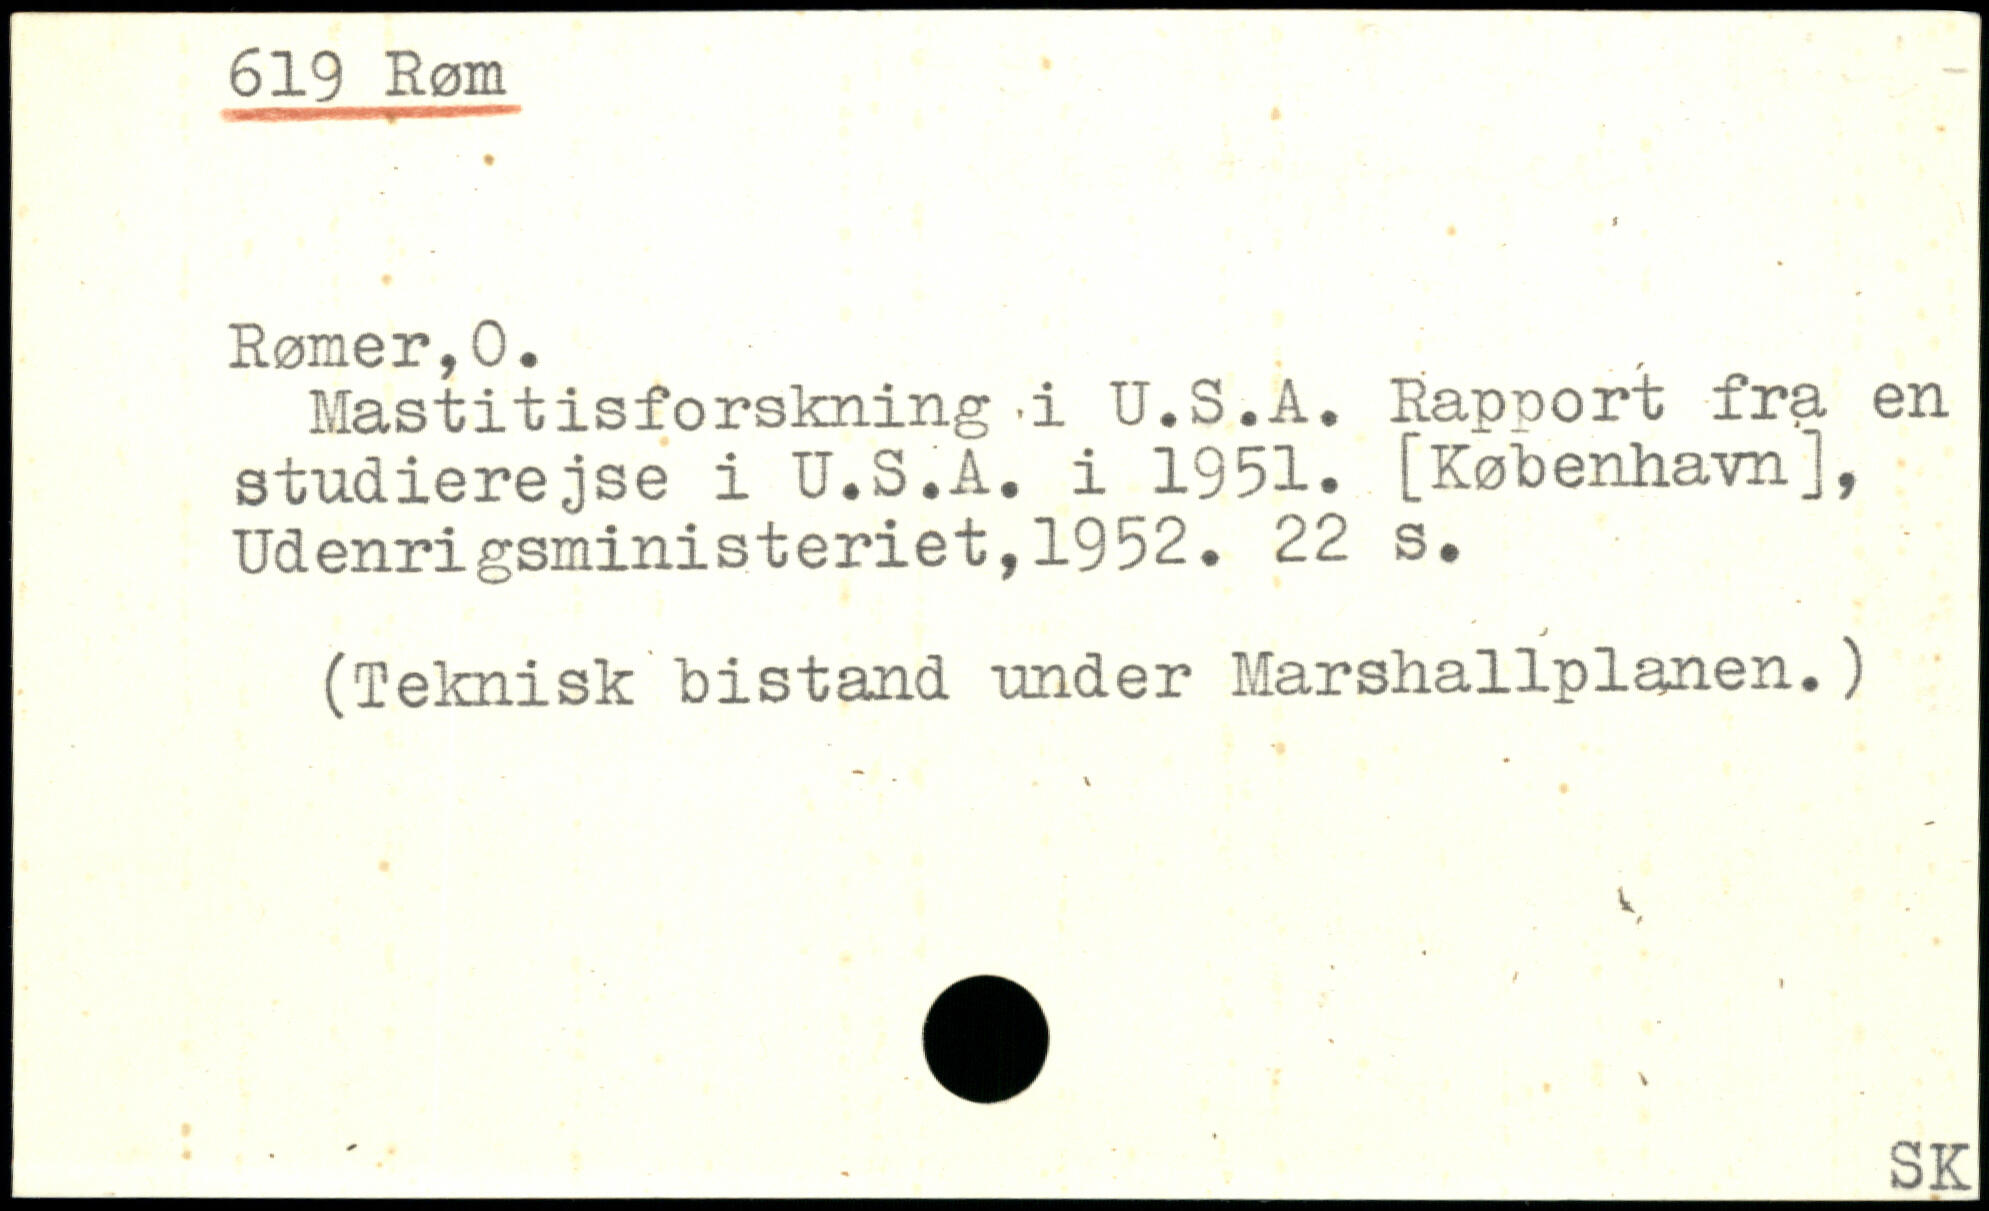 619 Røm
Rømer,O.
Mastitisforskning i U.S.A. Rapport fra en
studierejse i U.S.A. i 1951. [København],
Udenrigsministeriet,1952. 22 s.
(Teknisk bistand under Marshallplanen.)
SK